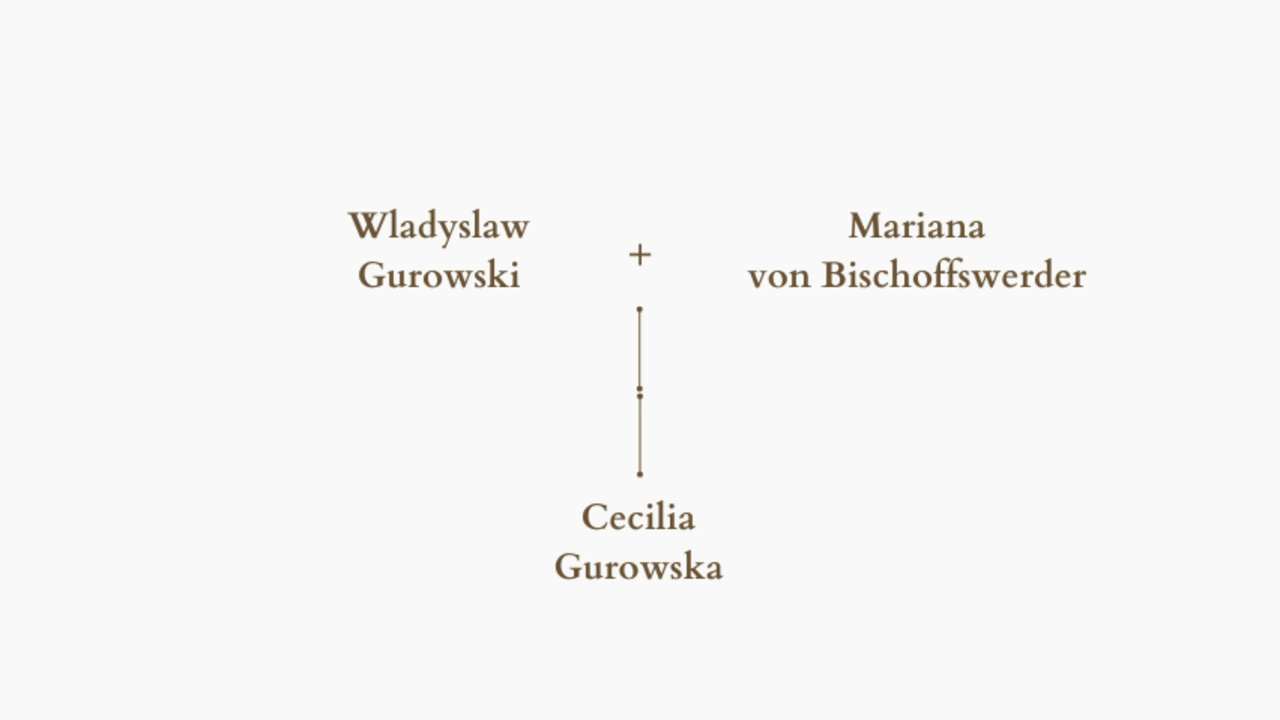 Wladyslaw
Gurowski
+
Mariana
von Bischoffswerder
Cecilia
Gurowska